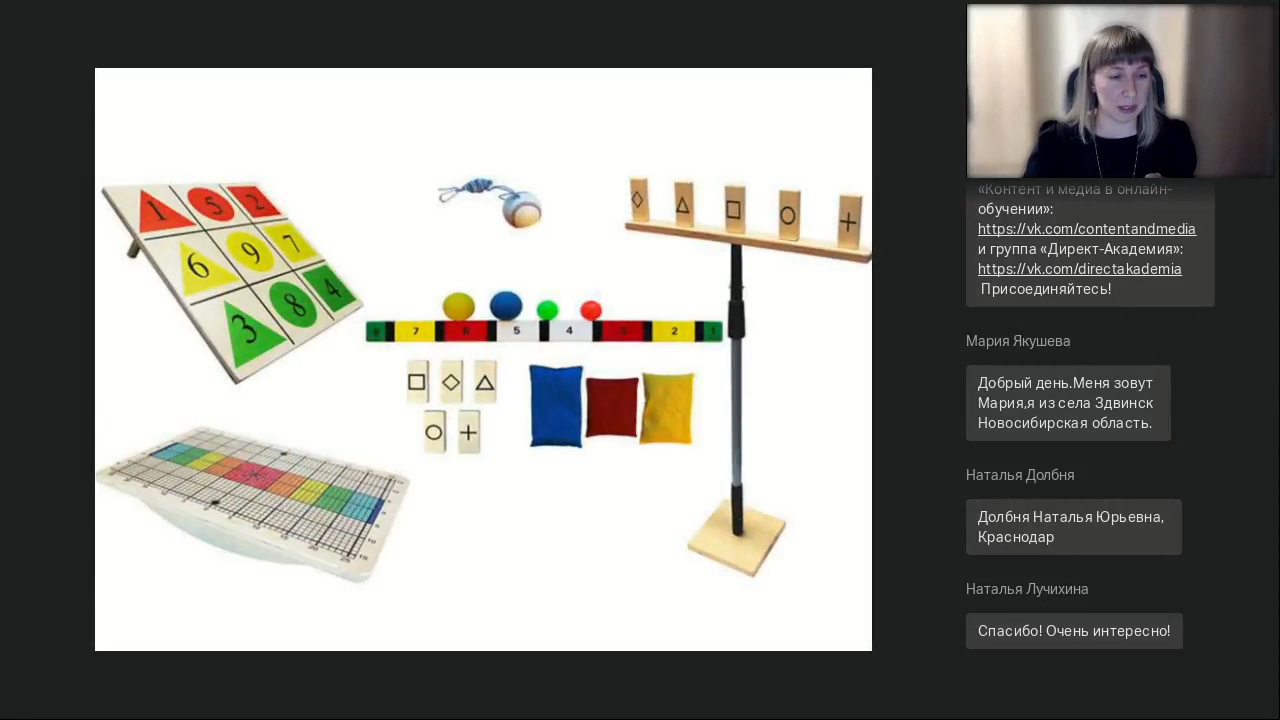 1 5 2
6 9 7
3 8 4
7 6 5 4 3 2 1
«Контент и медиа в онлайн-
обучении»:
https://vk.com/contentandmedia
и группа «Директ-Академия»:
https://vk.com/directakademia
Присоединяйтесь!
Мария Якушева
Добрый день.Меня зовут
Мария,я из села Здвинск
Новосибирская область.
Наталья Долбня
Долбня Наталья Юрьевна,
Краснодар
Наталья Лучихина
Спасибо! Очень интересно!